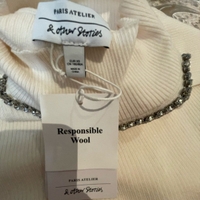 PARIS ATELIER
& Other Stories
Responsible
Wool
PARIS ATELIER
& Other Stories